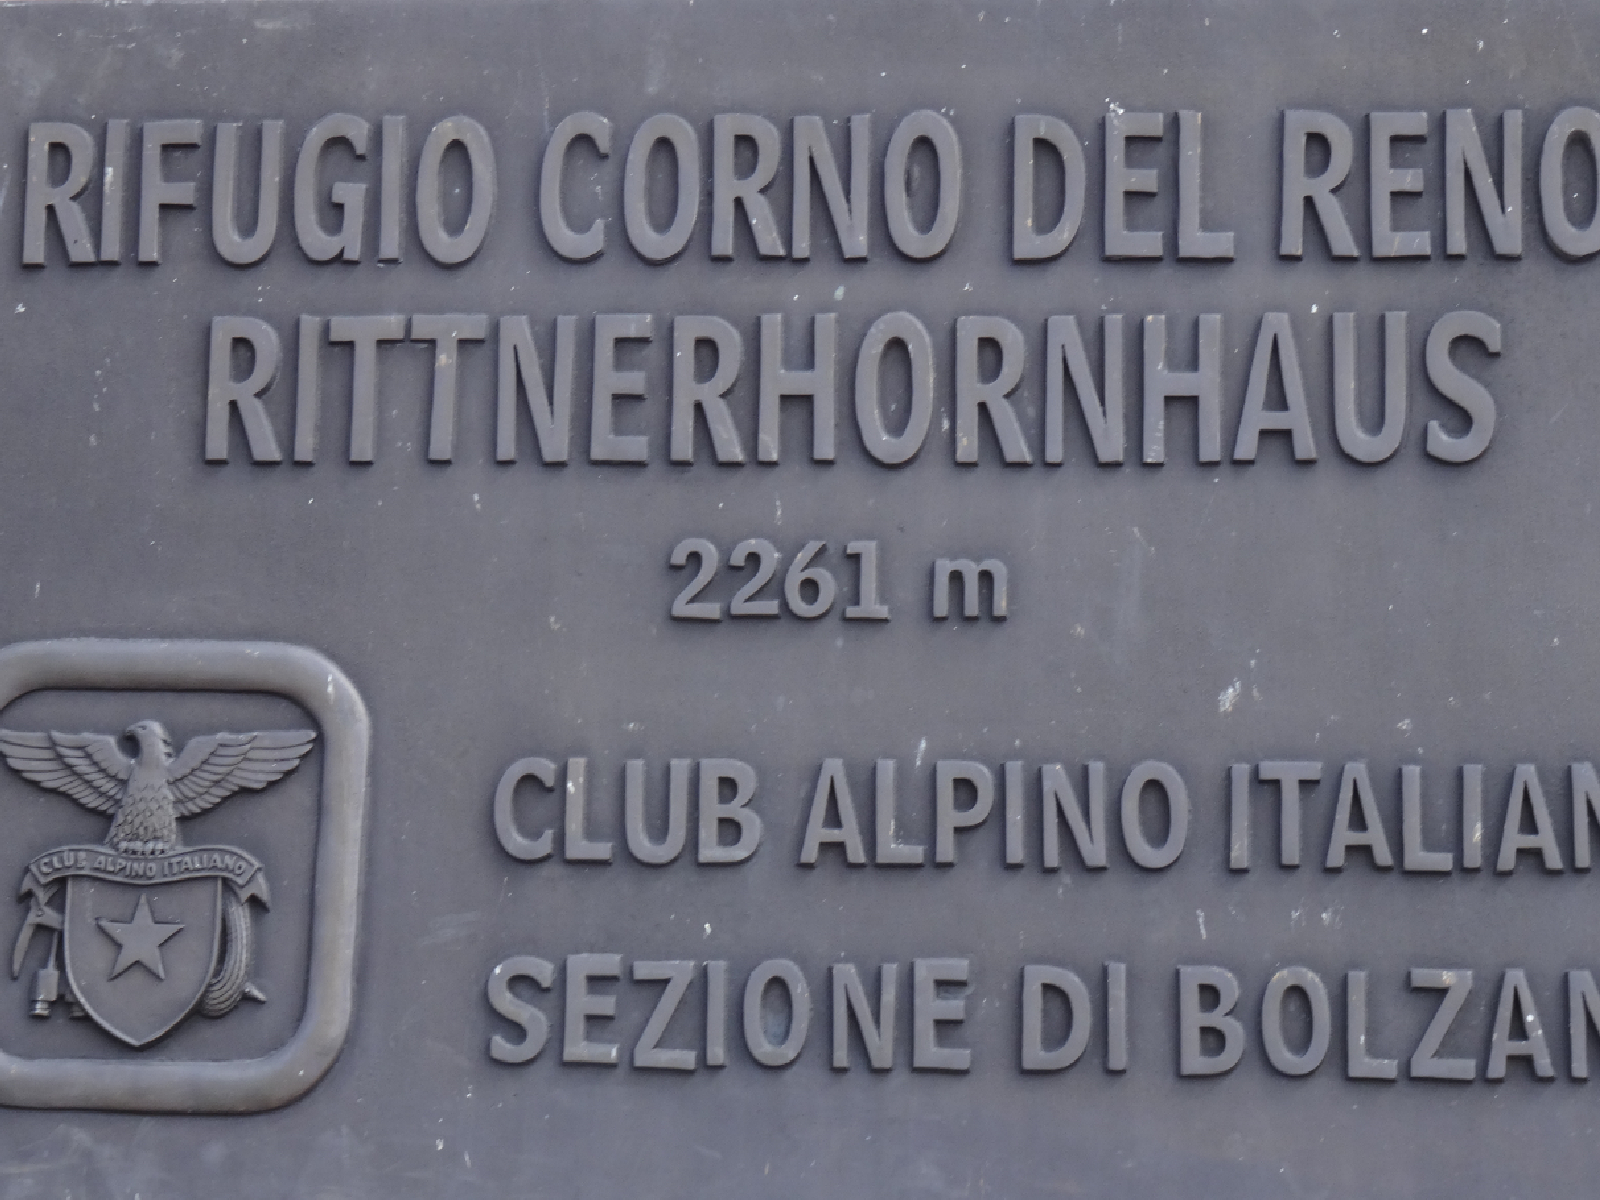 RIFUGIO CORNO DEL RENO
RITTNERHORNHAUS
2261 m
CLUB ALPINO ITALIAN
SEZIONE DI BOLZAN
CLUB ALPINO ITALIANO